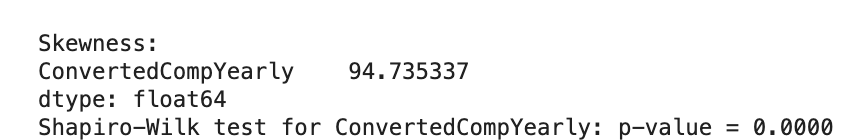 Skewness:
ConvertedCompYearly    94.735337
dtype: float64
Shapiro-Wilk test for ConvertedCompYearly: p-value = 0.0000